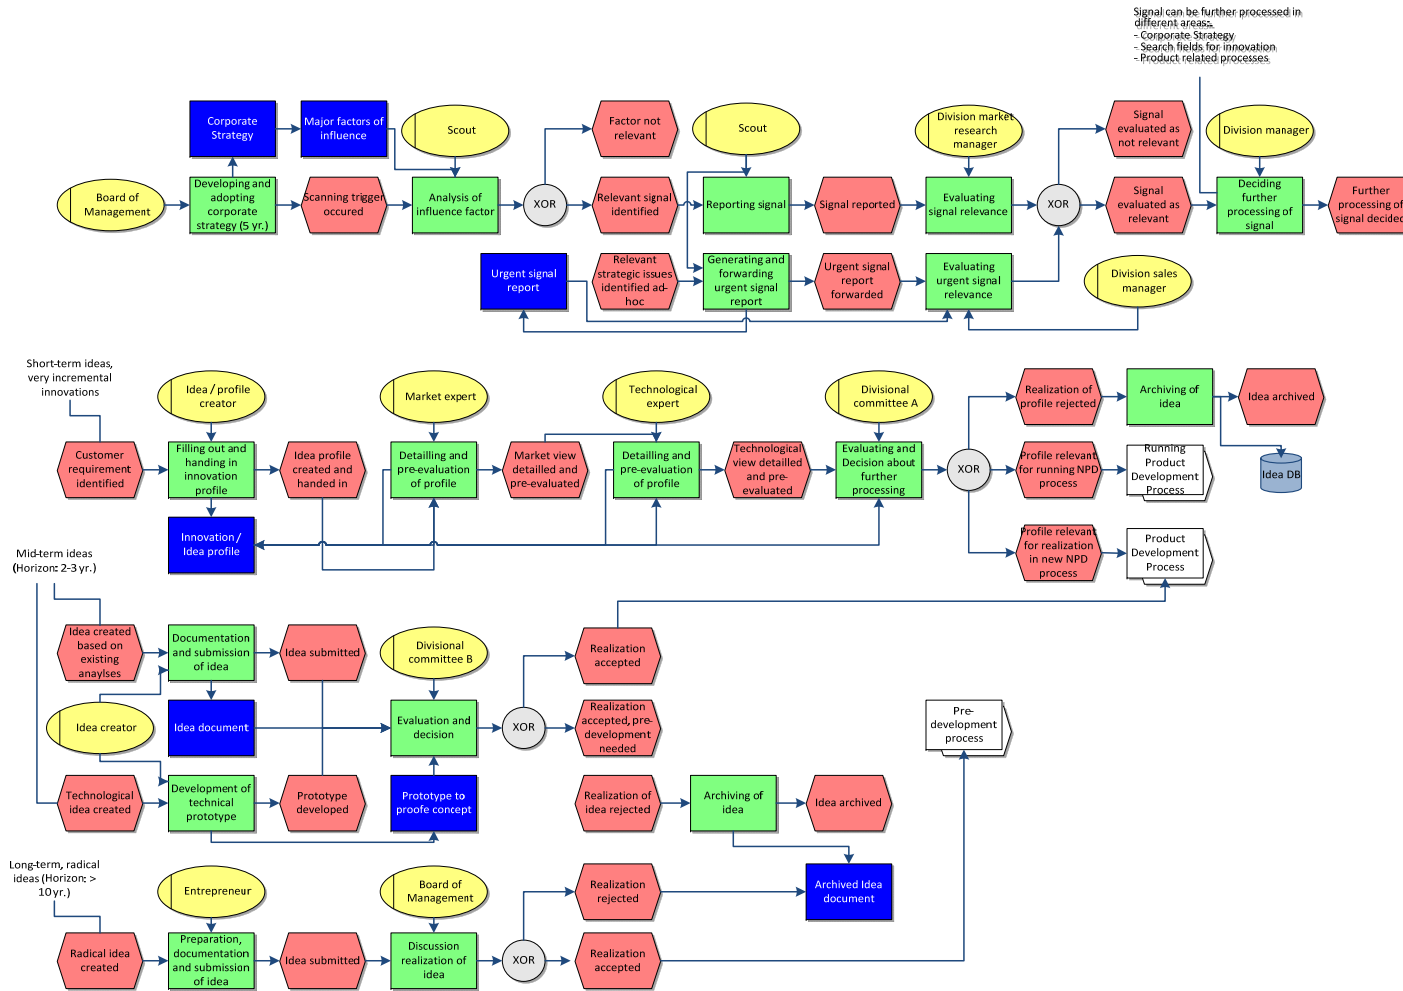 Signal can be further processed in
different areas:
- Corporate Strategy
- Search fields for innovation
- Product related processes
Corporate
Strategy
Major factors of
influence
Scout
Factor not
relevant
Scout
Division market
research
manager
Signal
evaluated as
not relevant
Division manager
Board of
Management
Developing and
adopting
corporate
strategy (5 yr.)
Scanning trigger
occured
Analysis of
influence factor
XOR
Relevant signal
identified
Reporting signal
Signal reported
Evaluating
signal relevance
XOR
Signal
evaluated as
relevant
Deciding
further
processing of
signal
Further
processing of
signal decided
Urgent signal
report
Relevant
strategic issues
identified ad-
hoc
Generating and
forwarding
urgent signal
report
Urgent signal
report
forwarded
Evaluating
urgent signal
relevance
Division sales
manager
Short-term ideas,
very incremental
innovations
Idea / profile
creator
Market expert
Technological
expert
Divisional
committee A
Realization of
profile rejected
Archiving of
idea
Idea archived
Customer
requirement
identified
Filling out and
handing in
innovation
profile
Idea profile
created and
handed in
Detailling and
pre-evaluation
of profile
Market view
detailled and
pre-evaluated
Detailling and
pre-evaluation
of profile
Technological
view detailled
and pre-
evaluated
Evaluating and
Decision about
further
processing
XOR
Profile relevant
for running NPD
process
Running
Product
Development
Process
Idea DB
Innovation /
Idea profile
Profile relevant
for realization
in new NPD
process
Product
Development
Process
Mid-term ideas
(Horizon: 2-3 yr.)
Idea created
based on
existing
anaylses
Documentation
and submission
of idea
Idea submitted
Divisional
committee B
Realization
accepted
Idea creator
Idea document
Evaluation and
decision
XOR
Realization
accepted, pre-
development
needed
Pre-
development
process
Technological
idea created
Development of
technical
prototype
Prototype
developed
Prototype to
proofe concept
Realization
of idea rejected
Archiving of
idea
Idea archived
Long-term, radical
ideas (Horizon: >
10 yr.)
Entrepreneur
Board of
Management
Realization
rejected
Archived Idea
document
Radical idea
created
Preparation,
documentation
and submission
of idea
Idea submitted
Discussion
realization of
idea
XOR
Realization
accepted